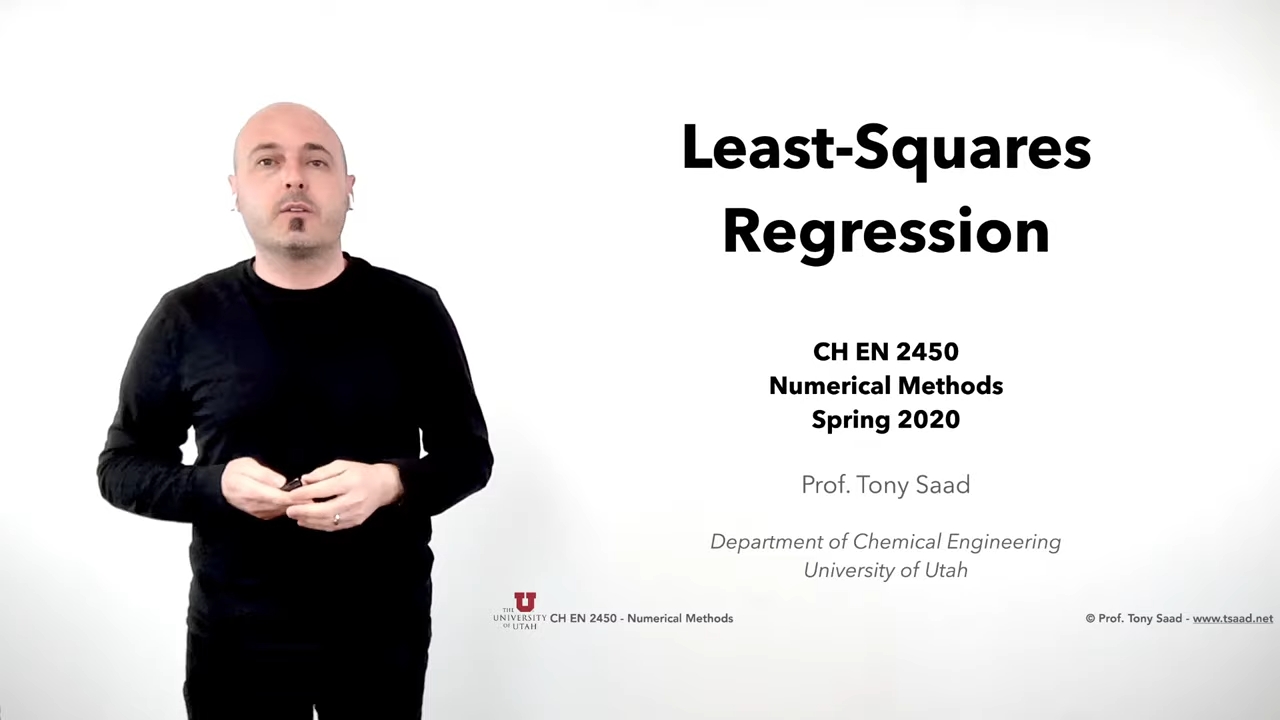 Least-Squares
Regression
CH EN 2450
Numerical Methods
Spring 2020
Prof. Tony Saad
Department of Chemical Engineering
University of Utah
THE
UNIVERSITY
OF UTAH
CH EN 2450 - Numerical Methods
© Prof. Tony Saad - www.tsaad.net